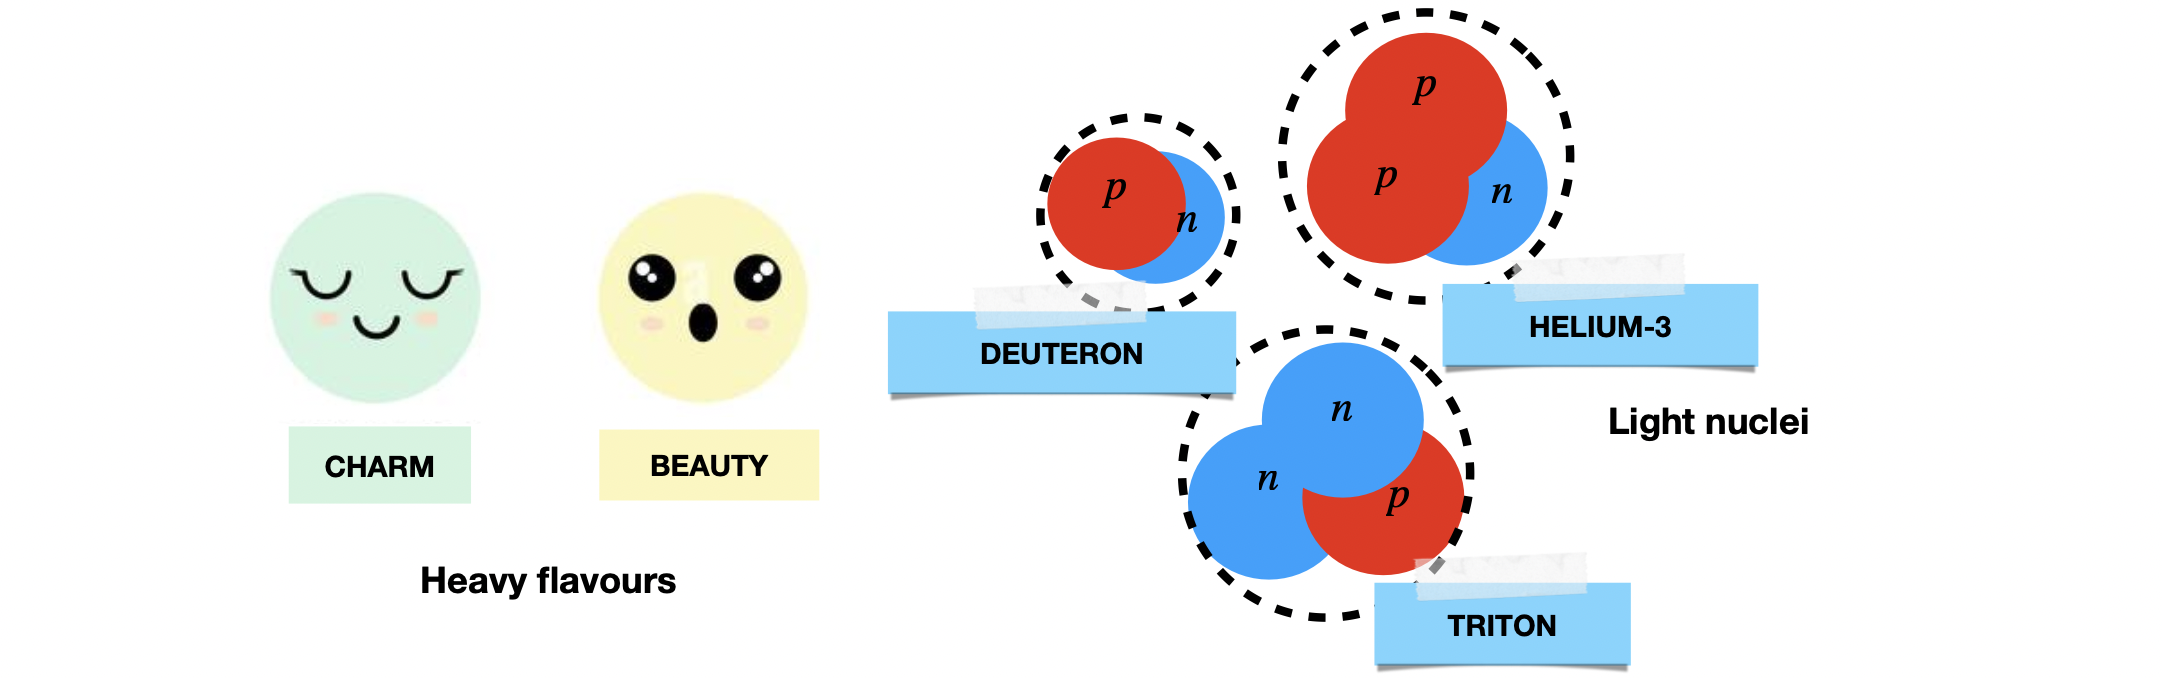 CHARM
BEAUTY
Heavy flavours
p
n
DEUTERON
p
p
n
HELIUM-3
n
n
p
TRITON
Light nuclei